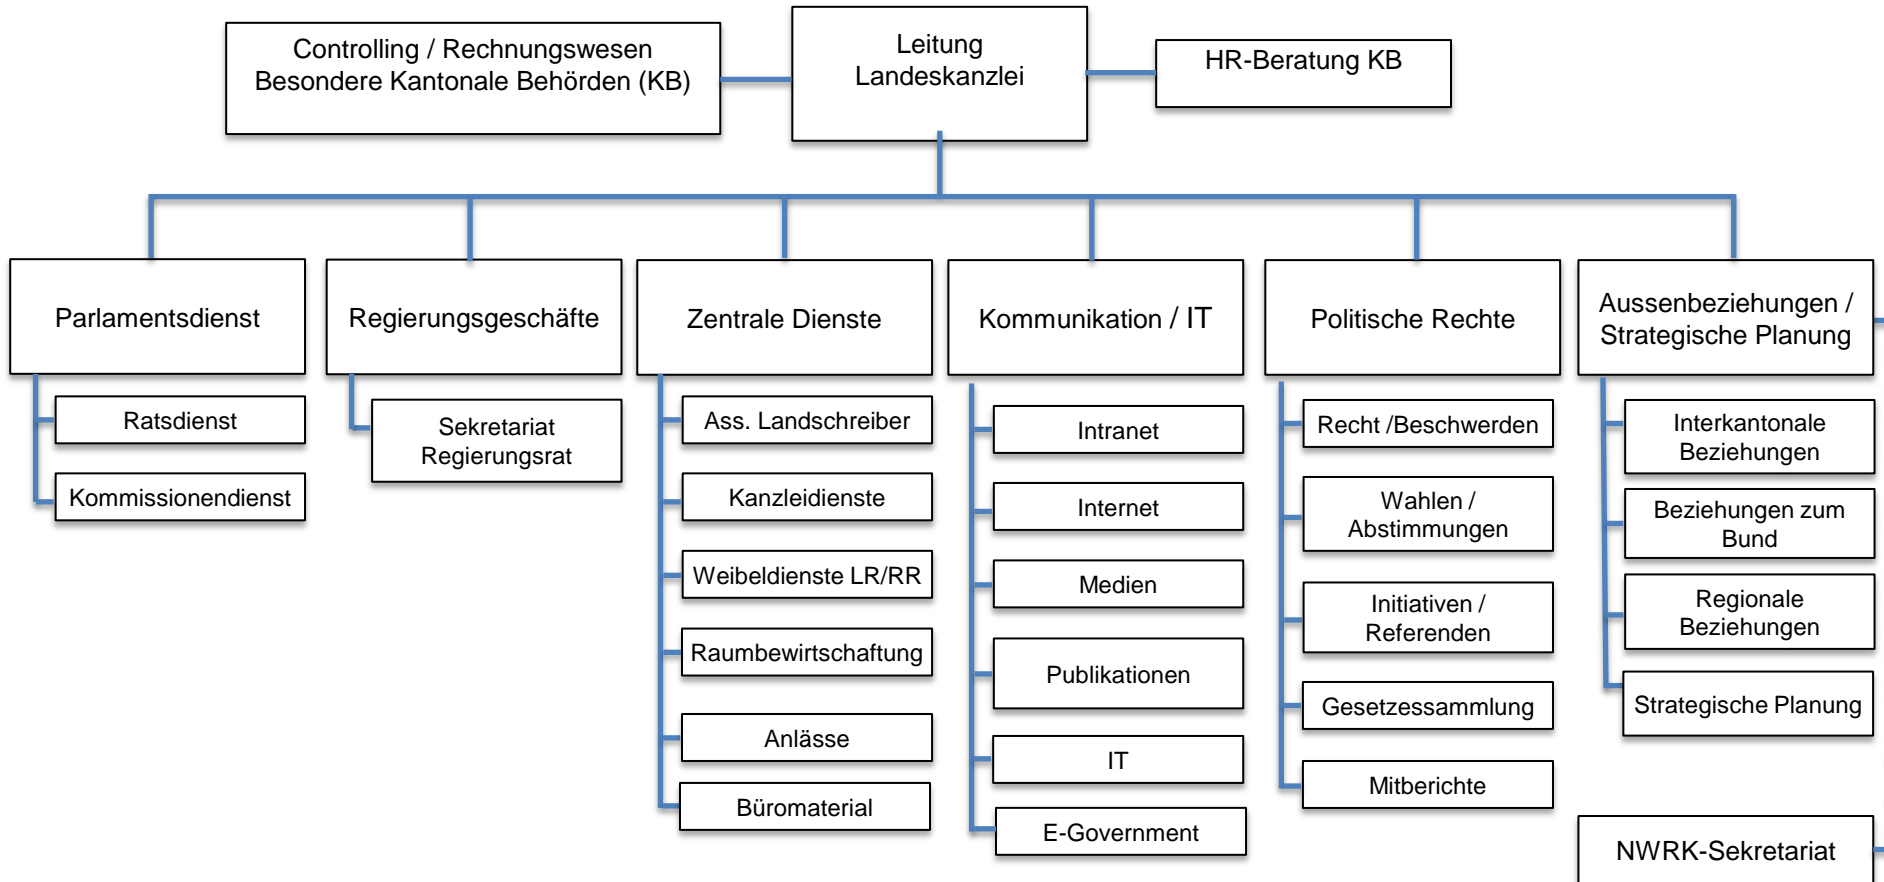 Controlling / Rechnungswesen
Besondere Kantonale Behörden (KB)
Leitung
Landeskanzlei
HR-Beratung KB
Parlamentsdienst
Ratsdienst
Kommissionendienst
Regierungsgeschäfte
Sekretariat
Regierungsrat
Zentrale Dienste
Ass. Landschreiber
Kanzleidienste
Weibeldienste LR/RR
Raumbewirtschaftung
Anlässe
Büromaterial
Kommunikation / IT
Intranet
Internet
Medien
Publikationen
IT
E-Government
Politische Rechte
Recht /Beschwerden
Wahlen /
Abstimmungen
Initiativen /
Referenden
Gesetzessammlung
Mitberichte
Aussenbeziehungen /
Strategische Planung
Interkantonale
Beziehungen
Beziehungen zum
Bund
Regionale
Beziehungen
Strategische Planung
NWRK-Sekretariat